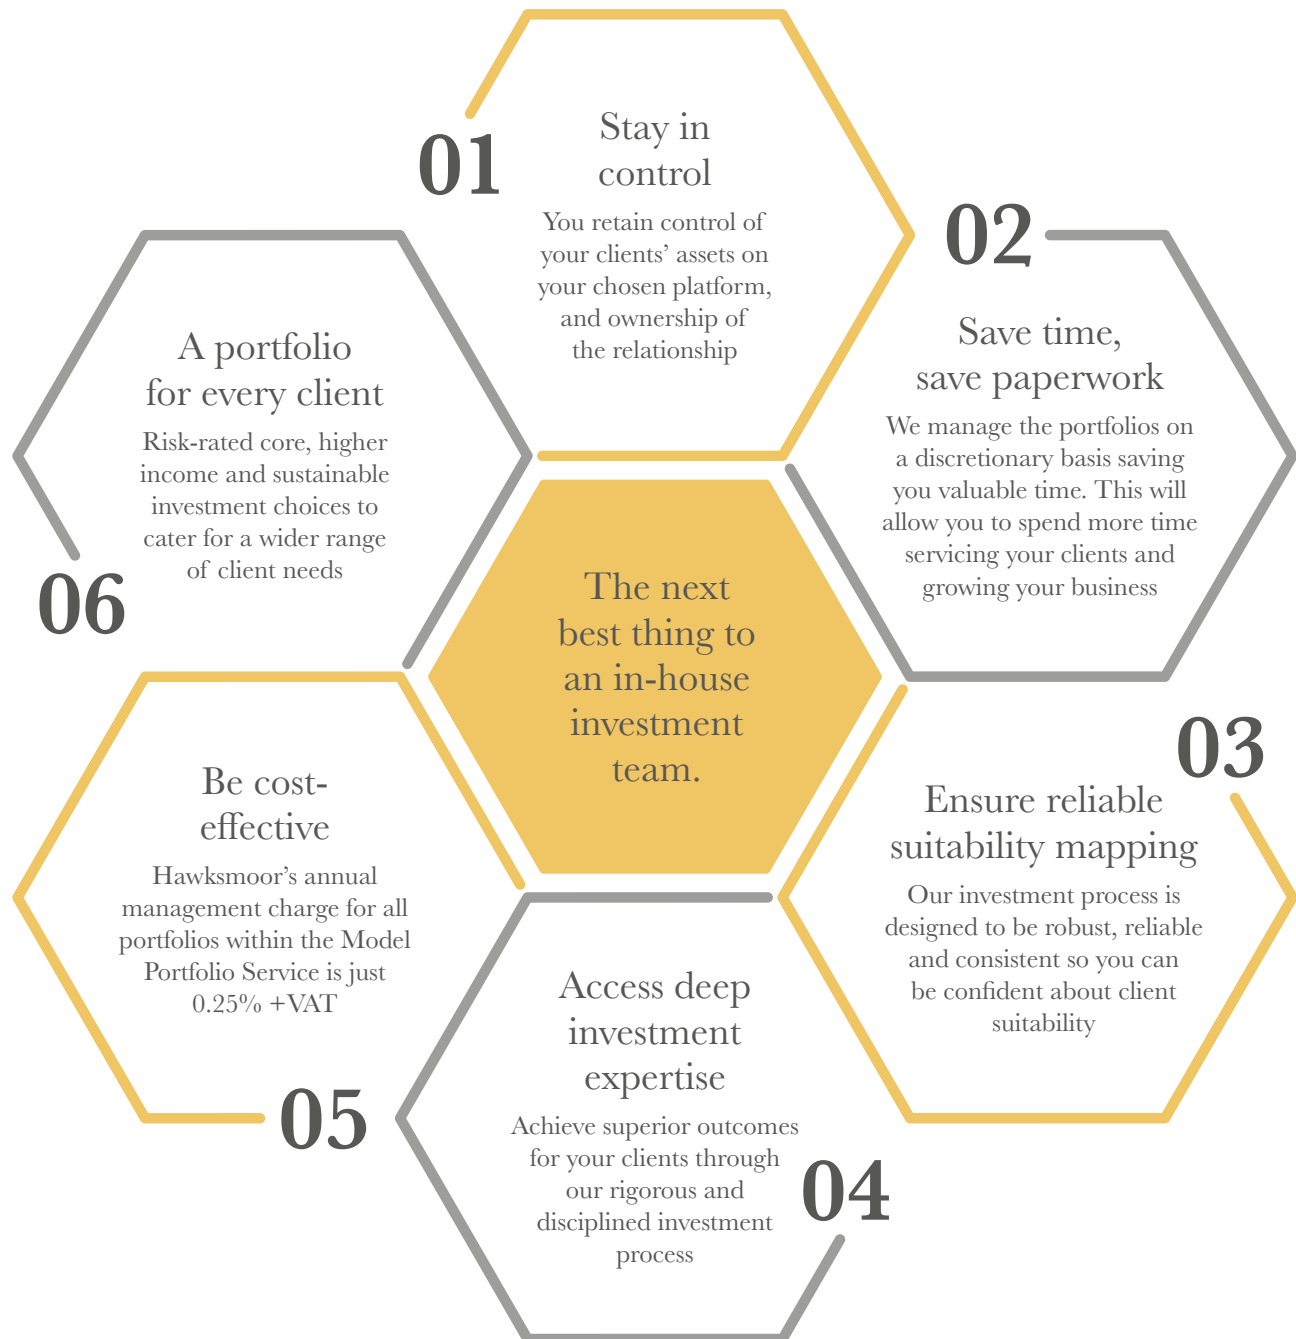 01
Stay in
control
You retain control of
your clients’ assets on
your chosen platform,
and ownership of
the relationship
02
Save time,
save paperwork
We manage the portfolios on
a discretionary basis saving
you valuable time. This will
allow you to spend more time
servicing your clients and
growing your business
03
Ensure reliable
suitability mapping
Our investment process is
designed to be robust, reliable
and consistent so you can
be confident about client
suitability
04
Access deep
investment
expertise
Achieve superior outcomes
for your clients through
our rigorous and
disciplined investment
process
05
Be cost-
effective
Hawksmoor’s annual
management charge for all
portfolios within the Model
Portfolio Service is just
0.25% +VAT
06
A portfolio
for every client
Risk-rated core, higher
income and sustainable
investment choices to
cater for a wider range
of client needs
The next
best thing to
an in-house
investment
team.